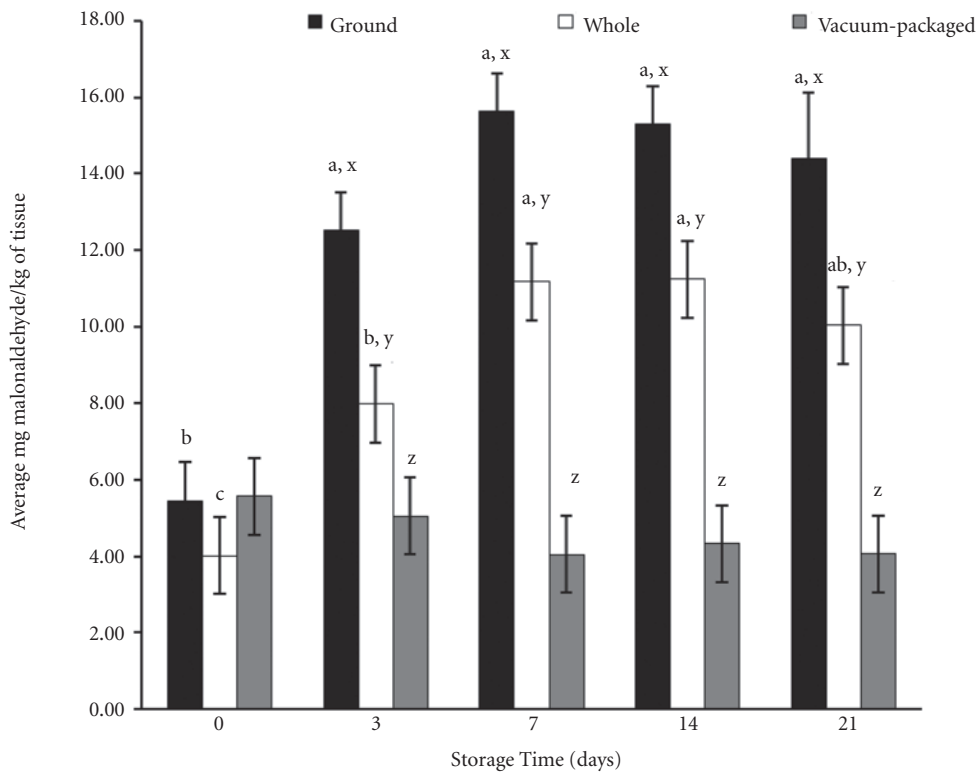 Ground
Whole
Vacuum-packaged
Average mg malonaldehyde/kg of tissue
18.00
16.00
14.00
12.00
10.00
8.00
6.00
4.00
2.00
0.00
b
c
a, x
b, y
z
a, x
a, y
z
a, x
a, y
z
a, x
ab, y
z
0
3
7
14
21
Storage Time (days)